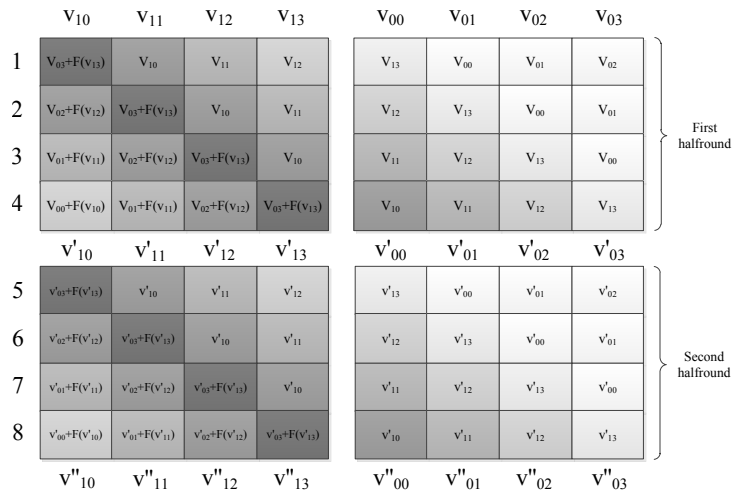 V10 V11 V12 V13 V00 V01 V02 V03
1 V03+F(v13) V10 V11 V12 V13 V00 V01 V02
2 V02+F(v12) V03+F(v13) V10 V11 V12 V13 V00 V01
3 V01+F(v11) V02+F(v12) V03+F(v13) V10 V11 V12 V13 V00
4 V00+F(v10) V01+F(v11) V02+F(v12) V03+F(v13) V10 V11 V12 V13
First
halfround
v'10 v'11 v'12 v'13 v'00 v'01 v'02 v'03
5 v'03+F(v'13) v'10 v'11 v'12 v'13 v'00 v'01 v'02
6 v'02+F(v'12) v'03+F(v'13) v'10 v'11 v'12 v'13 v'00 v'01
7 v'01+F(v'11) v'02+F(v'12) v'03+F(v'13) v'10 v'11 v'12 v'13 v'00
8 v'00+F(v'10) v'01+F(v'11) v'02+F(v'12) v'03+F(v'13) v'10 v'11 v'12 v'13
Second
halfround
v"10 v"11 v"12 v"13 v"00 v"01 v"02 v"03